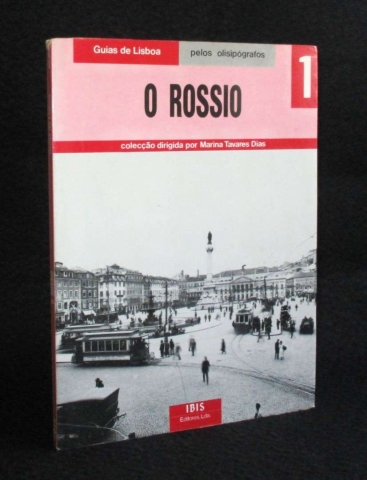 Guias de Lisboa pelos olisipógrafos
1
O ROSSIO
colecção dirigida por Marina Tavares Dias
IBIS
Editores Lda